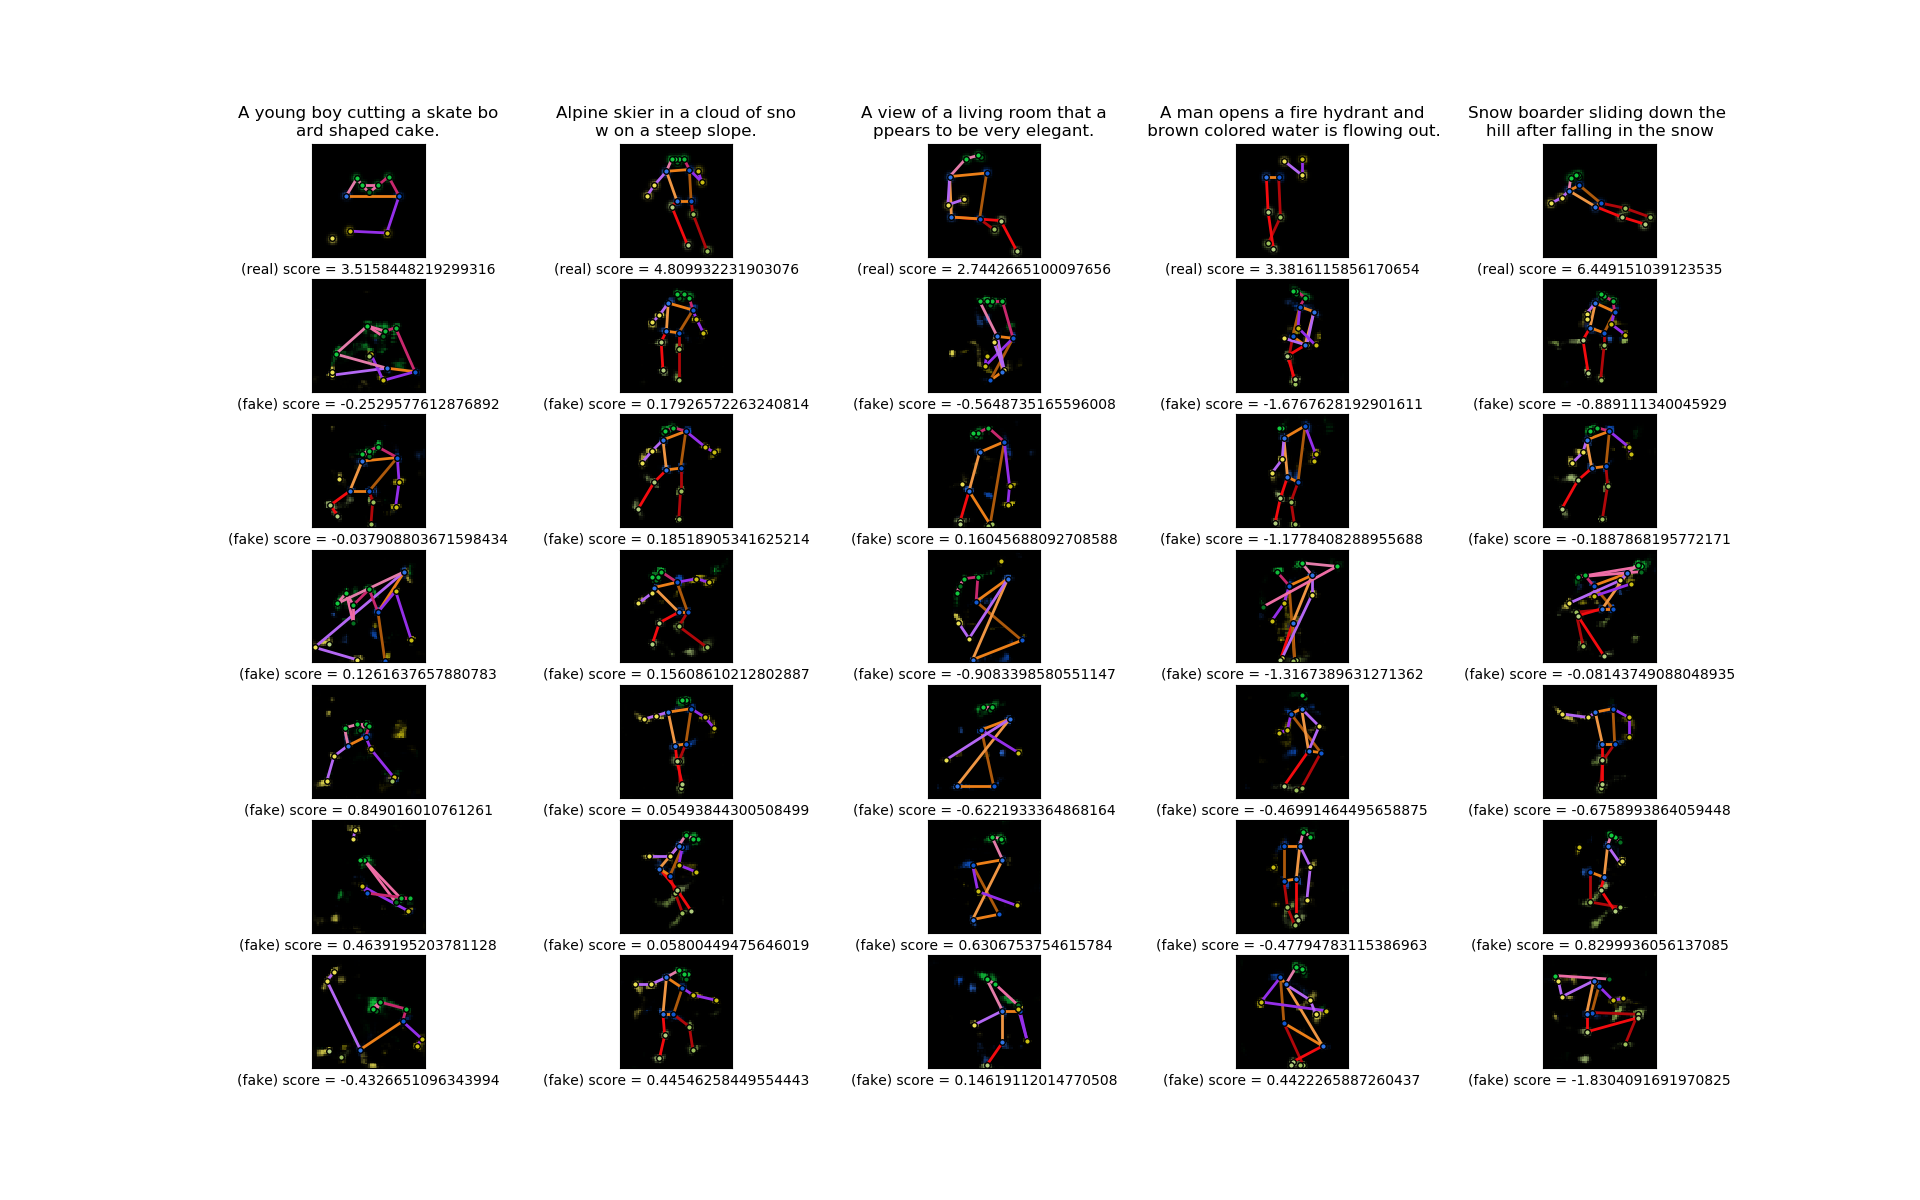 A young boy cutting a skate bo
ard shaped cake.
Alpine skier in a cloud of sno
w on a steep slope.
A view of a living room that a
ppears to be very elegant.
A man opens a fire hydrant and
brown colored water is flowing out.
Snow boarder sliding down the
hill after falling in the snow
(real) score = 3.5158448219299316
(real) score = 4.809932231903076
(real) score = 2.7442665100097656
(real) score = 3.3816115856170654
(real) score = 6.449151039123535
(fake) score = -0.2529577612876892
(fake) score = 0.17926572263240814
(fake) score = -0.5648735165596008
(fake) score = -1.6767628192901611
(fake) score = -0.889111340045929
(fake) score = -0.037908803671598434
(fake) score = 0.18518905341625214
(fake) score = 0.16045688092708588
(fake) score = -1.1778408288955688
(fake) score = -0.1887868195772171
(fake) score = 0.1261637657880783
(fake) score = 0.15608610212802887
(fake) score = -0.9083398580551147
(fake) score = -1.3167389631271362
(fake) score = -0.08143749088048935
(fake) score = 0.849016010761261
(fake) score = 0.05493844300508499
(fake) score = -0.6221933364868164
(fake) score = -0.46991464495658875
(fake) score = -0.6758993864059448
(fake) score = 0.4639195203781128
(fake) score = 0.05800449475646019
(fake) score = 0.6306753754615784
(fake) score = -0.47794783115386963
(fake) score = 0.8299936056137085
(fake) score = -0.4326651096343994
(fake) score = 0.44546258449554443
(fake) score = 0.14619112014770508
(fake) score = 0.4422265887260437
(fake) score = -1.8304091691970825